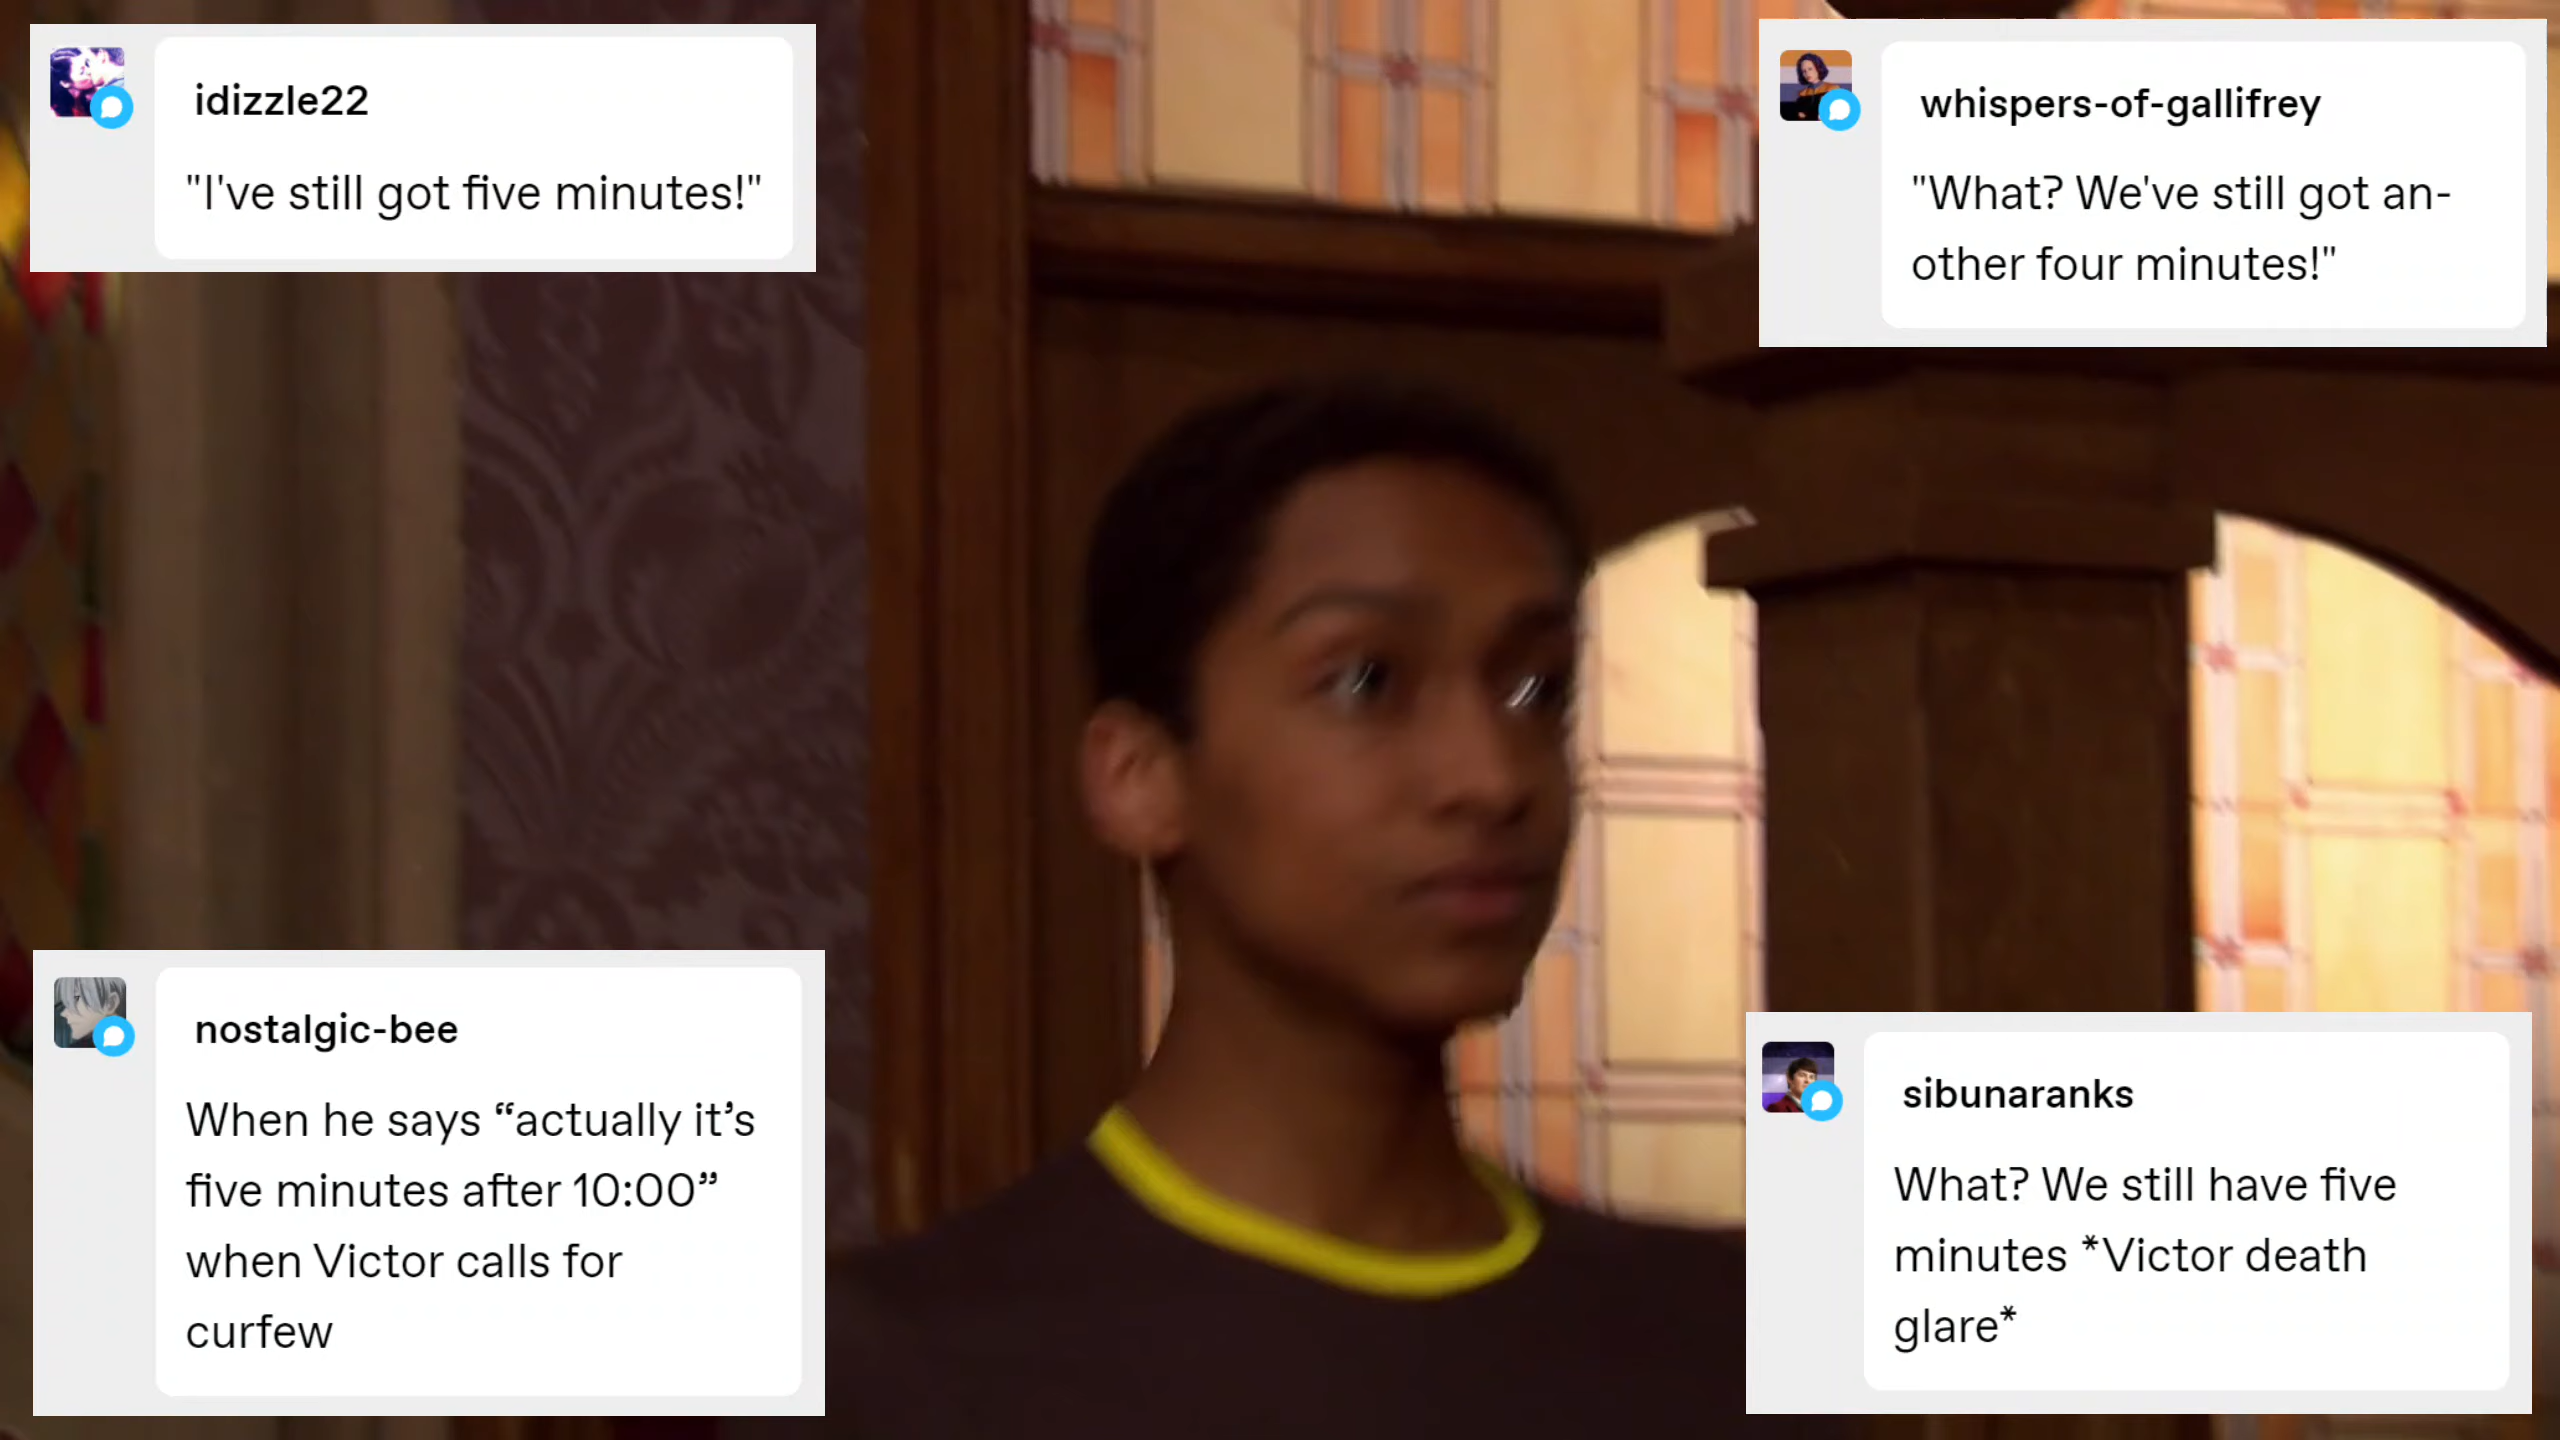 idizzle22
"I've still got five minutes!"
whispers-of-gallifrey
"What? We've still got an-
other four minutes!"
nostalgic-bee
When he says “actually it’s
five minutes after 10:00”
when Victor calls for
curfew
sibunaranks
What? We still have five
minutes *Victor death
glare*